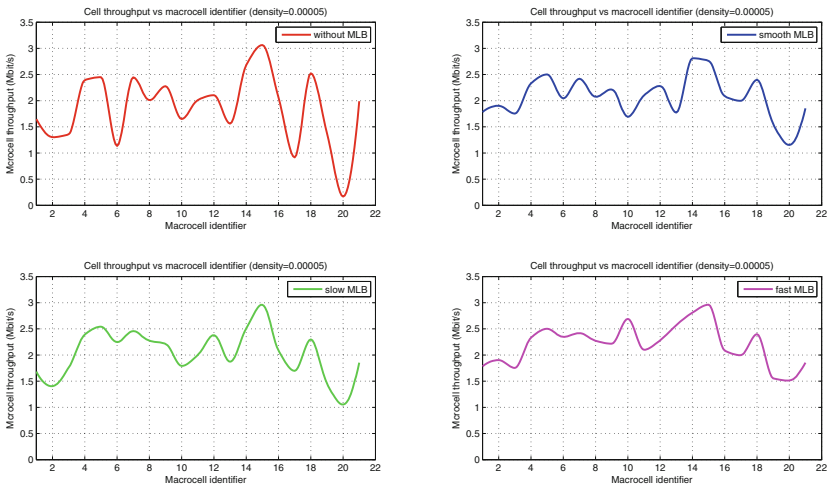 Cell throughput vs macrocell identifier (density=0.00005)
without MLB
Mcrocell throughput (Mbit/s)
3.5
3
2.5
2
1.5
1
0.5
0
2 4 6 8 10 12 14 16 18 20 22
Macrocell identifier
Cell throughput vs macrocell identifier (density=0.00005)
smooth MLB
Mcrocell throughput (Mbit/s)
3.5
3
2.5
2
1.5
1
0.5
0
2 4 6 8 10 12 14 16 18 20 22
Macrocell identifier
Cell throughput vs macrocell identifier (density=0.00005)
slow MLB
Mcrocell throughput (Mbit/s)
3.5
3
2.5
2
1.5
1
0.5
0
2 4 6 8 10 12 14 16 18 20 22
Macrocell identifier
Cell throughput vs macrocell identifier (density=0.00005)
fast MLB
Mcrocell throughput (Mbit/s)
3.5
3
2.5
2
1.5
1
0.5
0
2 4 6 8 10 12 14 16 18 20 22
Macrocell identifier